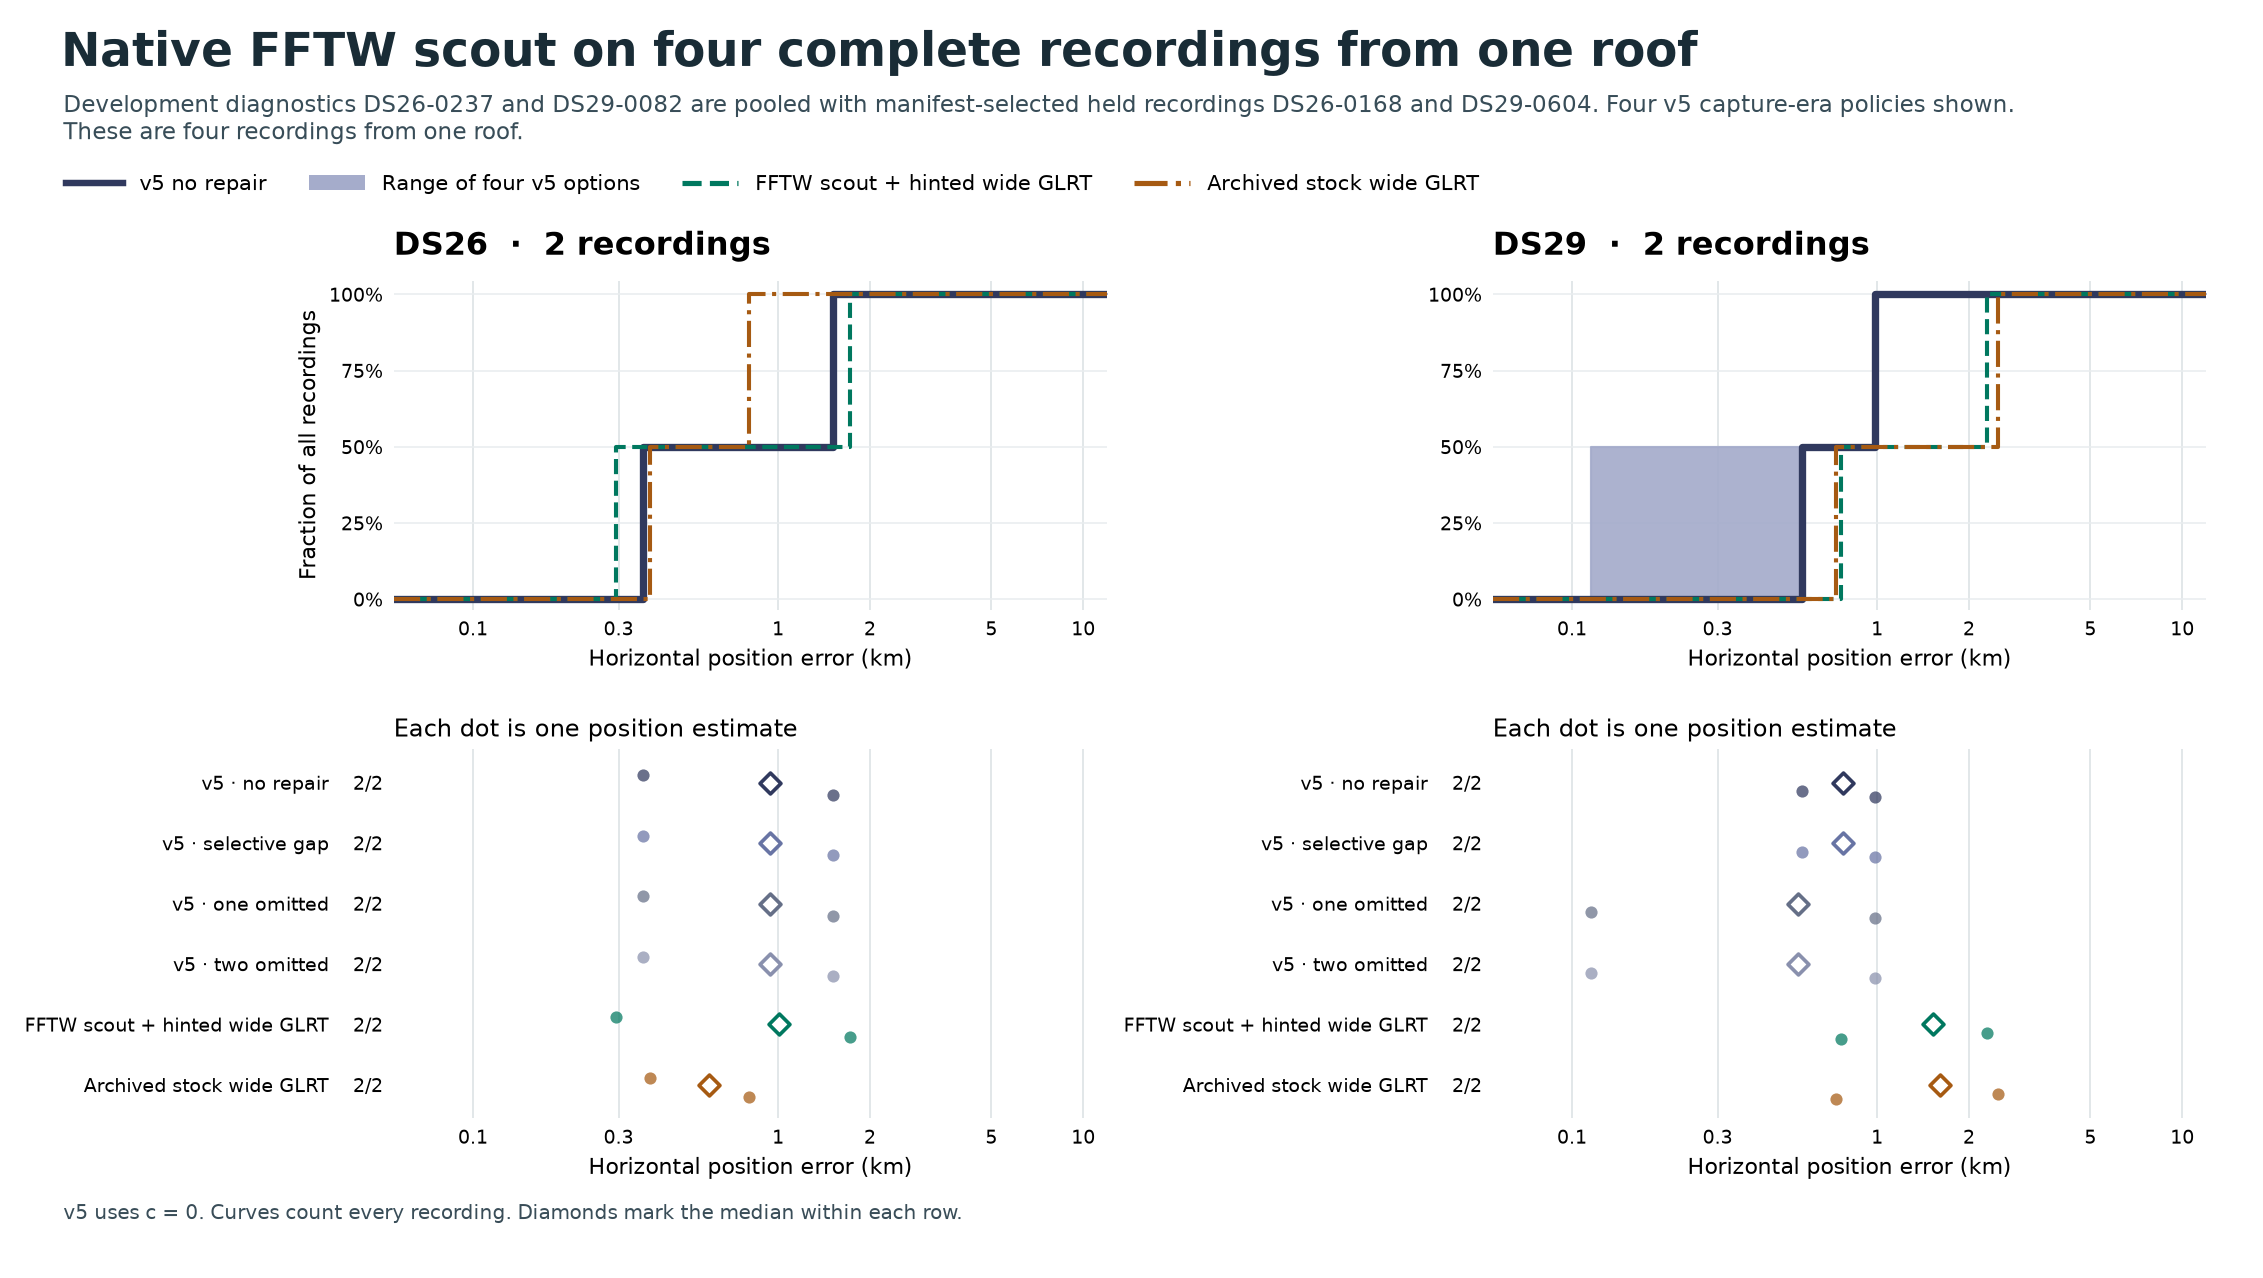 Native FFTW scout on four complete recordings from one roof
Development diagnostics DS26-0237 and DS29-0082 are pooled with manifest-selected held recordings DS26-0168 and DS29-0604. Four v5 capture-era policies shown.
These are four recordings from one roof.
v5 no repair
Range of four v5 options
FFTW scout + hinted wide GLRT
Archived stock wide GLRT
DS26 · 2 recordings
Fraction of all recordings
100%
75%
50%
25%
0%
0.1 0.3 1 2 5 10
Horizontal position error (km)
DS29 · 2 recordings
100%
75%
50%
25%
0%
0.1 0.3 1 2 5 10
Horizontal position error (km)
Each dot is one position estimate
v5 · no repair 2/2
v5 · selective gap 2/2
v5 · one omitted 2/2
v5 · two omitted 2/2
FFTW scout + hinted wide GLRT 2/2
Archived stock wide GLRT 2/2
0.1 0.3 1 2 5 10
Horizontal position error (km)
Each dot is one position estimate
v5 · no repair 2/2
v5 · selective gap 2/2
v5 · one omitted 2/2
v5 · two omitted 2/2
FFTW scout + hinted wide GLRT 2/2
Archived stock wide GLRT 2/2
0.1 0.3 1 2 5 10
Horizontal position error (km)
v5 uses c = 0. Curves count every recording. Diamonds mark the median within each row.